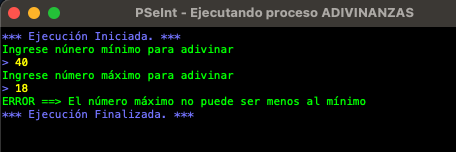 PSeInt - Ejecutando proceso ADIVINANZAS
*** Ejecución Iniciada. ***
Ingrese núnero mínimo para adivinar
> 40
Ingrese número máximo para adivinar
> 18
ERROR ==> El número máximo no puede ser menos al mínimo
*** Ejecución Finalizada. ***